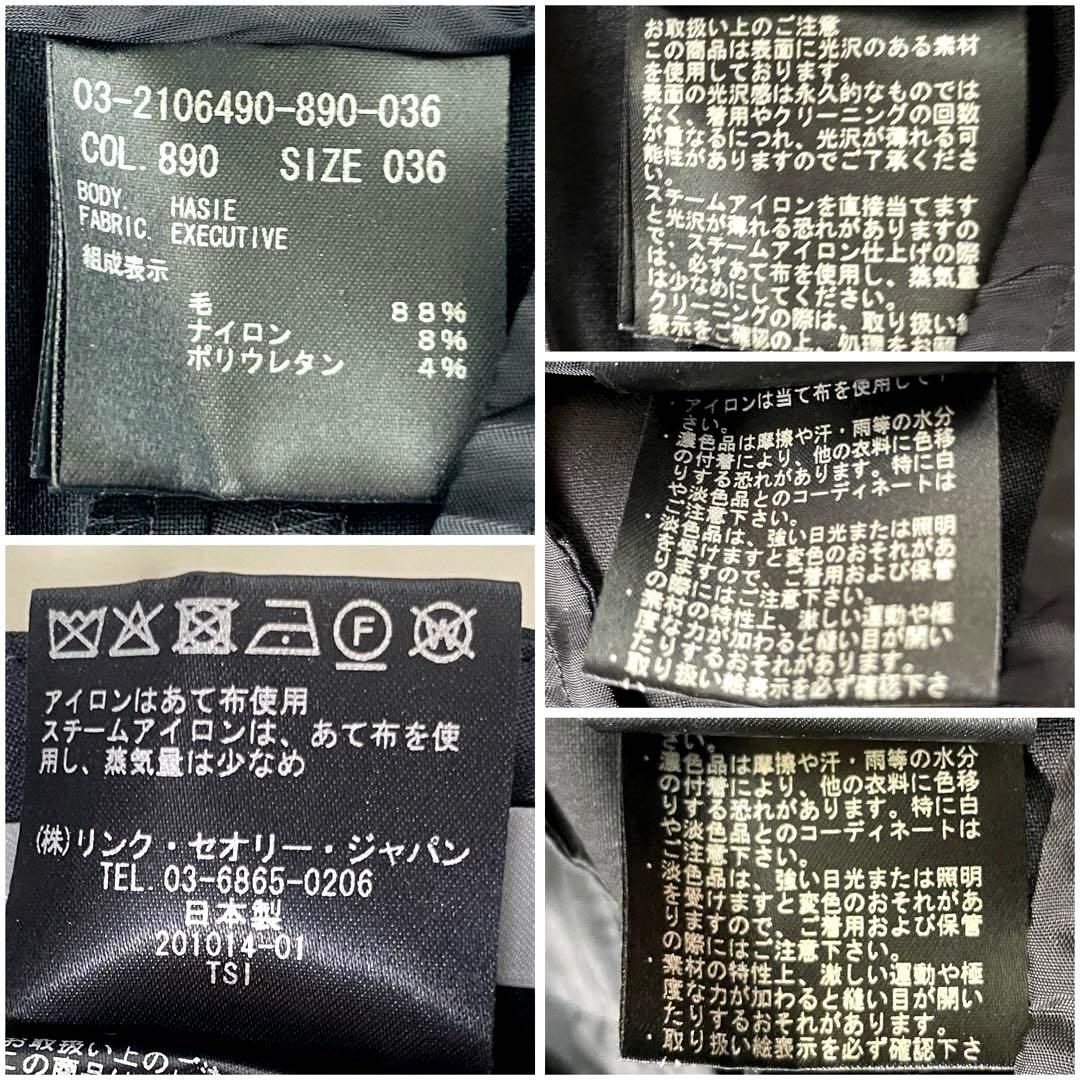 03-2106490-890-036
COL. 890 SIZE 036
BODY. HASIE
FABRIC. EXECUTIVE
組成表示
毛 88%
ナイロン 8%
ポリウレタン 4%
お取扱い上のご注意
この商品は表面に光沢のある素材
を使用しております。
表面の光沢感は永久的なものでは
なく、着用やクリーニングの回数
が重なるにつれ、光沢が薄れる可
能性がありますのでご了承くださ
い。
スチームアイロンを直接当てます
と光沢が薄れる恐れがありますの
で、スチームアイロン仕上げの際
は、必ずあて布を使用し、蒸気量
は少なめにしてください。
クリーニングの際は、取り扱い絵
表示をご確認の上、処理をお願
・アイロンは当て布を使用して下
さい。
・濃色品は摩擦や汗・雨等の水分
の付着により、他の衣料に色移
りする恐れがあります。特に白
や淡色品とのコーディネートは
ご注意下さい。
・淡色品は、強い日光または照明
を受けますと変色のおそれがあ
りますので、ご着用および保管
の際にはご注意下さい。
・素材の特性上、激しい運動や極
度な力が加わると縫い目が開い
たりするおそれがあります。
・取り扱い絵表示を必ず確認下さ
F
W
アイロンはあて布使用
スチームアイロンは、あて布を使
用し、蒸気量は少なめ
(株)リンク・セオリー・ジャパン
TEL. 03-6865-0206
日本製
201014-01
TSI
お取扱い上のご
この商品は
さい。
・濃色品は摩擦や汗・雨等の水分
の付着により、他の衣料に色移
りする恐れがあります。特に白
や淡色品とのコーディネートは
ご注意下さい。
・淡色品は、強い日光または照明
を受けますと変色のおそれがあ
りますので、ご着用および保管
の際にはご注意下さい。
・素材の特性上、激しい運動や極
度な力が加わると縫い目が開い
たりするおそれがあります。
・取り扱い絵表示を必ず確認下さ